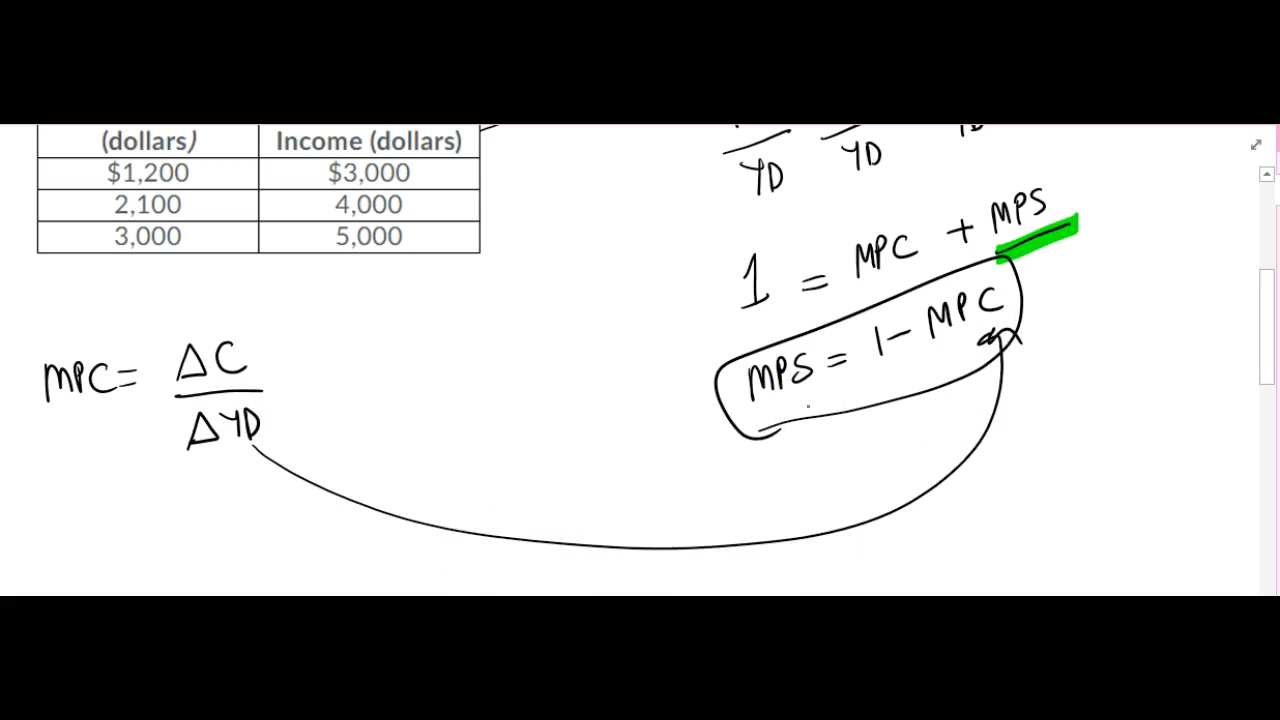 (dollars) Income (dollars)
$1,200 $3,000
2,100 4,000
3,000 5,000
YD YD YD
1 = MPC + MPS
MPS = 1 - MPC
MPC = ΔC
ΔYD